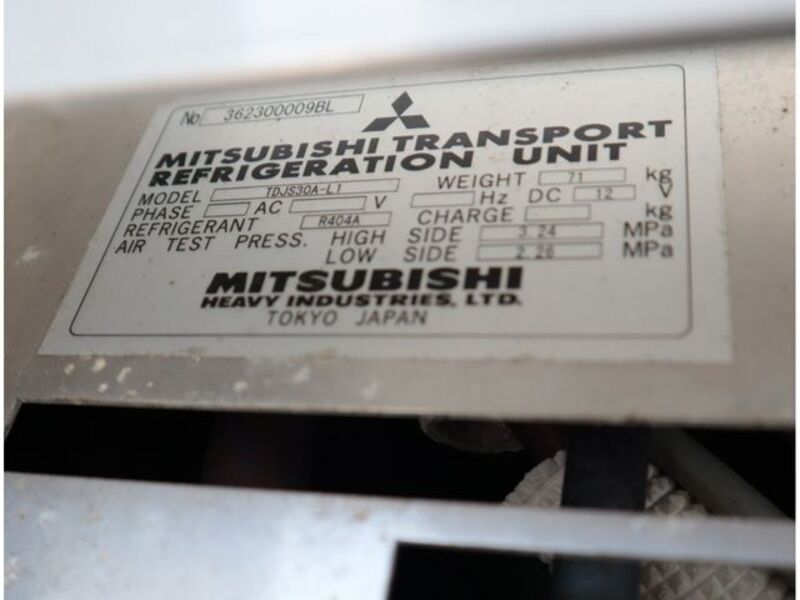 No 362300009BL
MITSUBISHI TRANSPORT
REFRIGERATION UNIT
MODEL TDJS30A-L1 WEIGHT 71 kg
PHASE AC V Hz DC 12 V
REFRIGERANT R404A CHARGE kg
AIR TEST PRESS. HIGH SIDE 3.24 MPa
LOW SIDE 2.26 MPa
MITSUBISHI
HEAVY INDUSTRIES, LTD.
TOKYO JAPAN